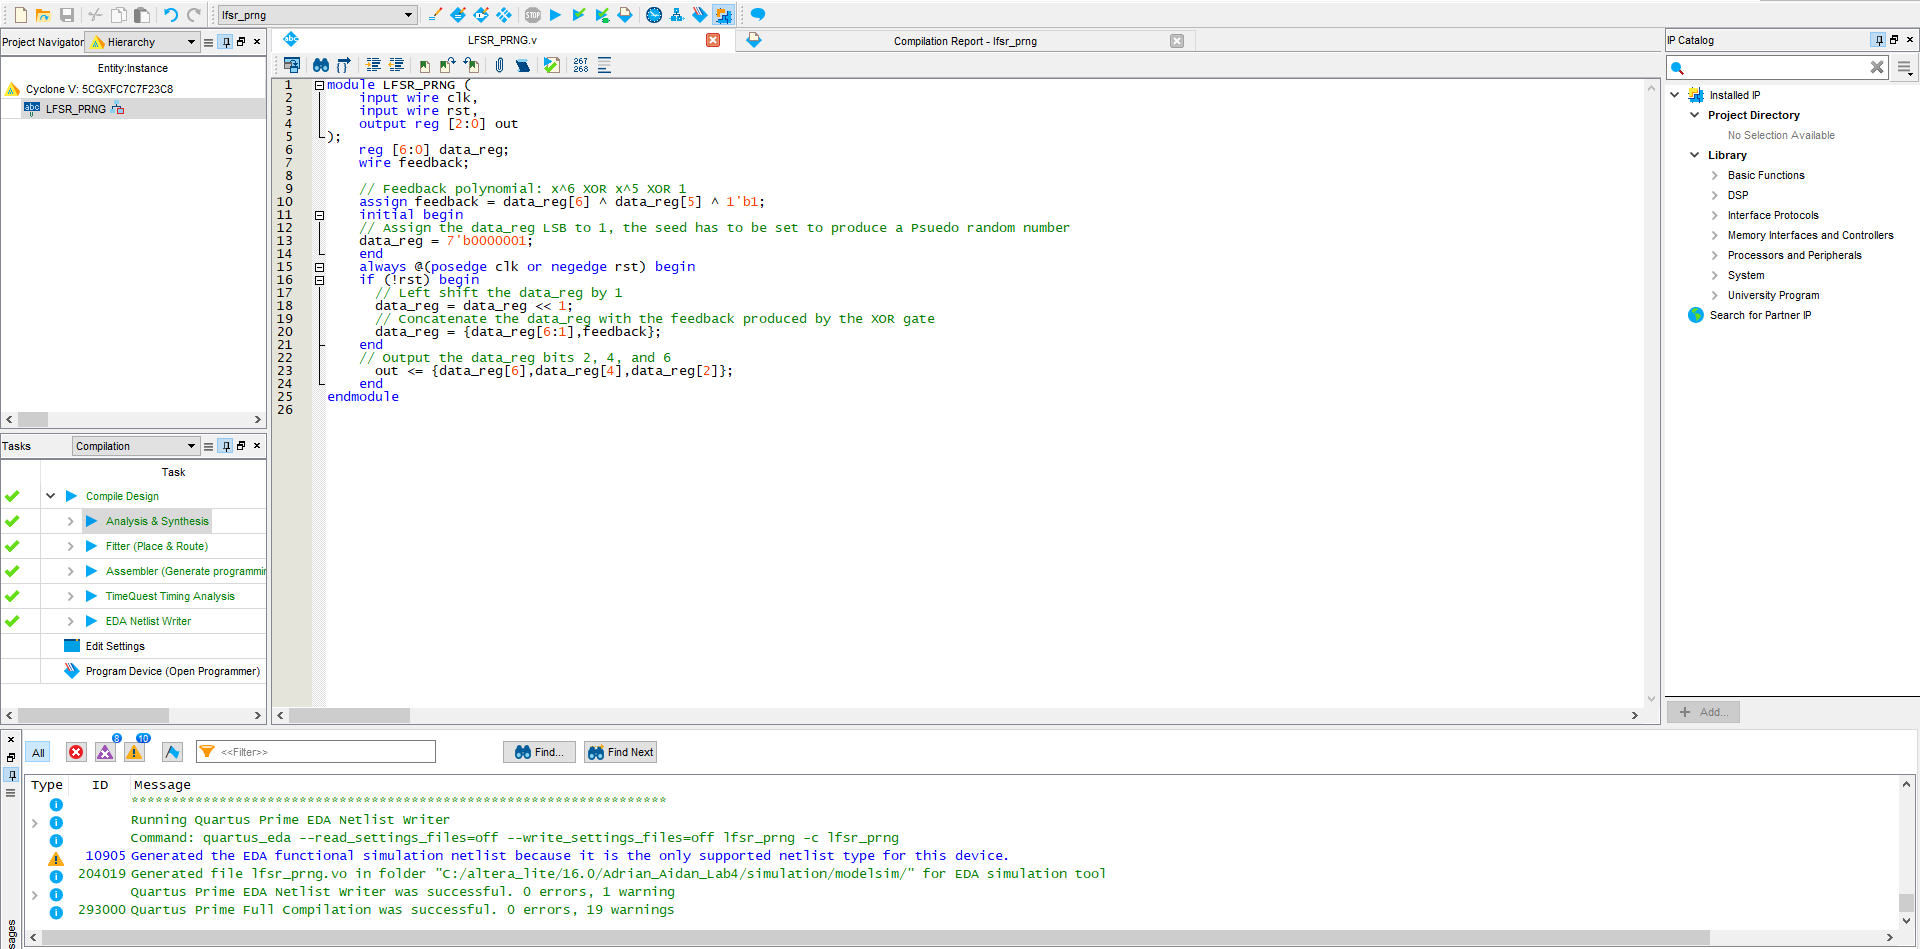 lfsr_prng
Project Navigator
Hierarchy
Entity:Instance
Cyclone V: 5CGXFC7C7F23C8
abc LFSR_PRNG
Tasks
Compilation
Task
Compile Design
Analysis & Synthesis
Fitter (Place & Route)
Assembler (Generate programmin
TimeQuest Timing Analysis
EDA Netlist Writer
Edit Settings
Program Device (Open Programmer)
LFSR_PRNG.v
Compilation Report - lfsr_prng
267
268
1 module LFSR_PRNG (
2 input wire clk,
3 input wire rst,
4 output reg [2:0] out
5 );
6 reg [6:0] data_reg;
7 wire feedback;
8
9 // Feedback polynomial: x^6 XOR x^5 XOR 1
10 assign feedback = data_reg[6] ^ data_reg[5] ^ 1'b1;
11 initial begin
12 // Assign the data_reg LSB to 1, the seed has to be set to produce a Psuedo random number
13 data_reg = 7'b0000001;
14 end
15 always @(posedge clk or negedge rst) begin
16 if (!rst) begin
17 // Left shift the data_reg by 1
18 data_reg = data_reg << 1;
19 // Concatenate the data_reg with the feedback produced by the XOR gate
20 data_reg = {data_reg[6:1],feedback};
21 end
22 // Output the data_reg bits 2, 4, and 6
23 out <= {data_reg[6],data_reg[4],data_reg[2]};
24 end
25 endmodule
26
IP Catalog
Installed IP
Project Directory
No Selection Available
Library
Basic Functions
DSP
Interface Protocols
Memory Interfaces and Controllers
Processors and Peripherals
System
University Program
Search for Partner IP
+ Add...
All
8
10
<<Filter>>
Find...
Find Next
Type ID Message
*******************************************************************
Running Quartus Prime EDA Netlist Writer
Command: quartus_eda --read_settings_files=off --write_settings_files=off lfsr_prng -c lfsr_prng
10905 Generated the EDA functional simulation netlist because it is the only supported netlist type for this device.
204019 Generated file lfsr_prng.vo in folder "C:/altera_lite/16.0/Adrian_Aidan_Lab4/simulation/modelsim/" for EDA simulation tool
Quartus Prime EDA Netlist Writer was successful. 0 errors, 1 warning
293000 Quartus Prime Full Compilation was successful. 0 errors, 19 warnings
sages